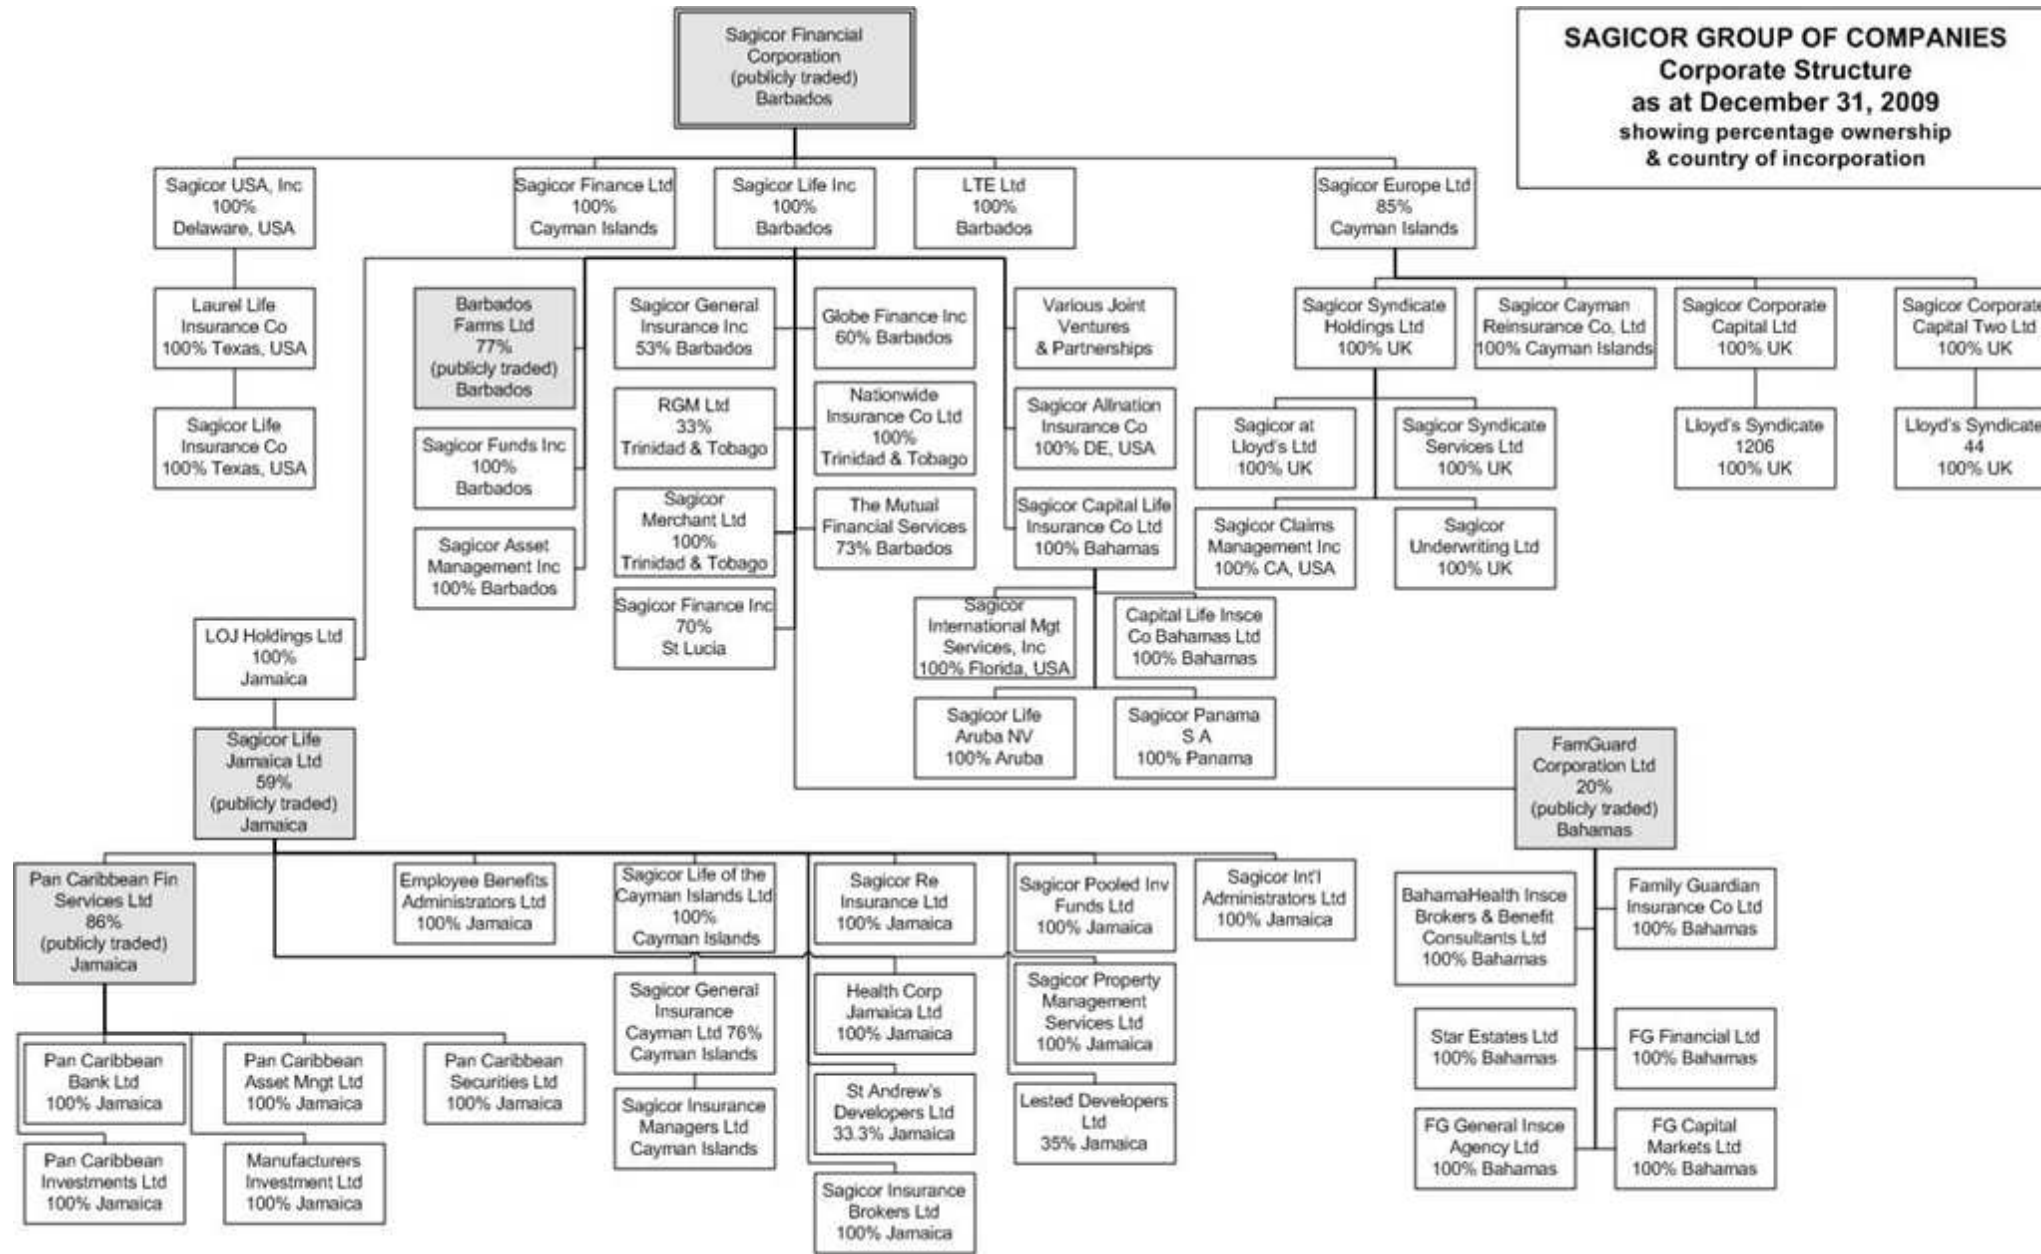 Sagicor Financial
Corporation
(publicly traded)
Barbados
SAGICOR GROUP OF COMPANIES
Corporate Structure
as at December 31, 2009
showing percentage ownership
& country of incorporation
Sagicor USA, Inc
100%
Delaware, USA
Sagicor Finance Ltd
100%
Cayman Islands
Sagicor Life Inc
100%
Barbados
LTE Ltd
100%
Barbados
Sagicor Europe Ltd
85%
Cayman Islands
Laurel Life
Insurance Co
100% Texas, USA
Sagicor Life
Insurance Co
100% Texas, USA
Barbados
Farms Ltd
77%
(publicly traded)
Barbados
Sagicor Funds Inc
100%
Barbados
Sagicor Asset
Management Inc
100% Barbados
Sagicor General
Insurance Inc
53% Barbados
RGM Ltd
33%
Trinidad & Tobago
Sagicor
Merchant Ltd
100%
Trinidad & Tobago
Sagicor Finance Inc
70%
St Lucia
Globe Finance Inc
60% Barbados
Nationwide
Insurance Co Ltd
100%
Trinidad & Tobago
The Mutual
Financial Services
73% Barbados
Various Joint
Ventures
& Partnerships
Sagicor Allnation
Insurance Co
100% DE, USA
Sagicor Capital Life
Insurance Co Ltd
100% Bahamas
Sagicor
International Mgt
Services, Inc
100% Florida, USA
Capital Life Insce
Co Bahamas Ltd
100% Bahamas
Sagicor Life
Aruba NV
100% Aruba
Sagicor Panama
S A
100% Panama
Sagicor Syndicate
Holdings Ltd
100% UK
Sagicor Cayman
Reinsurance Co, Ltd
100% Cayman Islands
Sagicor Corporate
Capital Ltd
100% UK
Sagicor Corporate
Capital Two Ltd
100% UK
Sagicor at
Lloyd's Ltd
100% UK
Sagicor Syndicate
Services Ltd
100% UK
Lloyd's Syndicate
1206
100% UK
Lloyd's Syndicate
44
100% UK
Sagicor Claims
Management Inc
100% CA, USA
Sagicor
Underwriting Ltd
100% UK
LOJ Holdings Ltd
100%
Jamaica
Sagicor Life
Jamaica Ltd
59%
(publicly traded)
Jamaica
FamGuard
Corporation Ltd
20%
(publicly traded)
Bahamas
Pan Caribbean Fin
Services Ltd
86%
(publicly traded)
Jamaica
Employee Benefits
Administrators Ltd
100% Jamaica
Sagicor Life of the
Cayman Islands Ltd
100%
Cayman Islands
Sagicor Re
Insurance Ltd
100% Jamaica
Sagicor Pooled Inv
Funds Ltd
100% Jamaica
Sagicor Int'l
Administrators Ltd
100% Jamaica
BahamaHealth Insce
Brokers & Benefit
Consultants Ltd
100% Bahamas
Family Guardian
Insurance Co Ltd
100% Bahamas
Sagicor General
Insurance
Cayman Ltd 76%
Cayman Islands
Health Corp
Jamaica Ltd
100% Jamaica
Sagicor Property
Management
Services Ltd
100% Jamaica
Star Estates Ltd
100% Bahamas
FG Financial Ltd
100% Bahamas
Pan Caribbean
Bank Ltd
100% Jamaica
Pan Caribbean
Asset Mngt Ltd
100% Jamaica
Pan Caribbean
Securities Ltd
100% Jamaica
Sagicor Insurance
Managers Ltd
Cayman Islands
St Andrew's
Developers Ltd
33.3% Jamaica
Lested Developers
Ltd
35% Jamaica
FG General Insce
Agency Ltd
100% Bahamas
FG Capital
Markets Ltd
100% Bahamas
Pan Caribbean
Investments Ltd
100% Jamaica
Manufacturers
Investment Ltd
100% Jamaica
Sagicor Insurance
Brokers Ltd
100% Jamaica